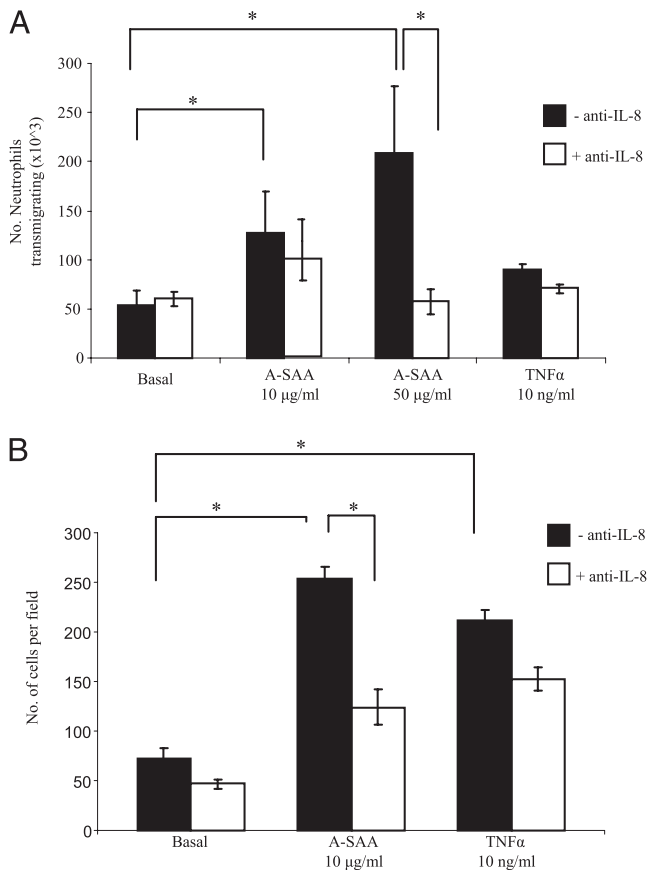 A
*
*
*
300
250
200
150
100
50
0
No. Neutrophils
transmigrating (x10^3)
- anti-IL-8
+ anti-IL-8
Basal
A-SAA
10 µg/ml
A-SAA
50 µg/ml
TNFα
10 ng/ml
B
*
*
*
300
250
200
150
100
50
0
No. of cells per field
- anti-IL-8
+ anti-IL-8
Basal
A-SAA
10 µg/ml
TNFα
10 ng/ml